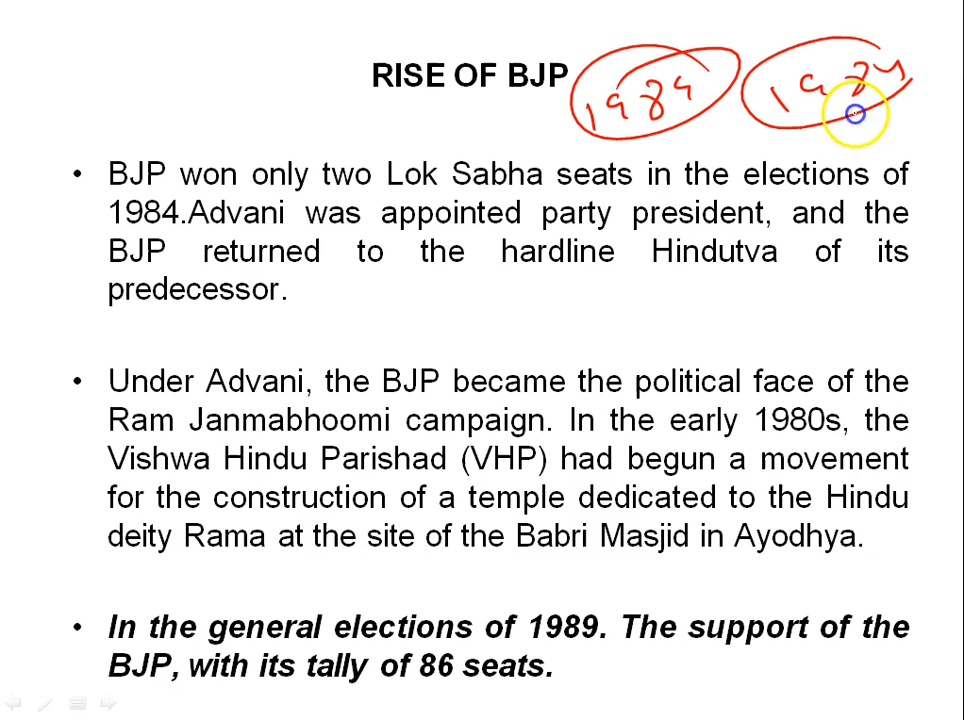 RISE OF BJP 1989 1984
• BJP won only two Lok Sabha seats in the elections of
1984.Advani was appointed party president, and the
BJP returned to the hardline Hindutva of its
predecessor.
• Under Advani, the BJP became the political face of the
Ram Janmabhoomi campaign. In the early 1980s, the
Vishwa Hindu Parishad (VHP) had begun a movement
for the construction of a temple dedicated to the Hindu
deity Rama at the site of the Babri Masjid in Ayodhya.
• In the general elections of 1989. The support of the
BJP, with its tally of 86 seats.